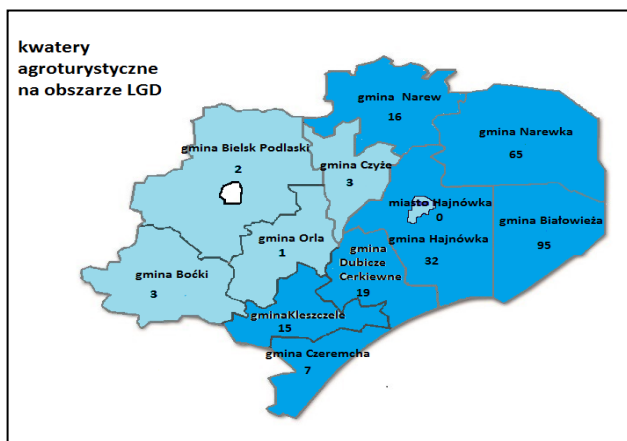 kwatery
agroturystyczne
na obszarze LGD
gmina Narew
16
gmina Narewka
65
gmina Bielsk Podlaski
2
gmina Czyże
3
miasto Hajnówka
0
gmina Białowieża
95
gmina Orla
1
gmina Hajnówka
32
gmina
Dubicze
Cerkiewne
19
gmina Boćki
3
gminaKleszczele
15
gmina Czeremcha
7